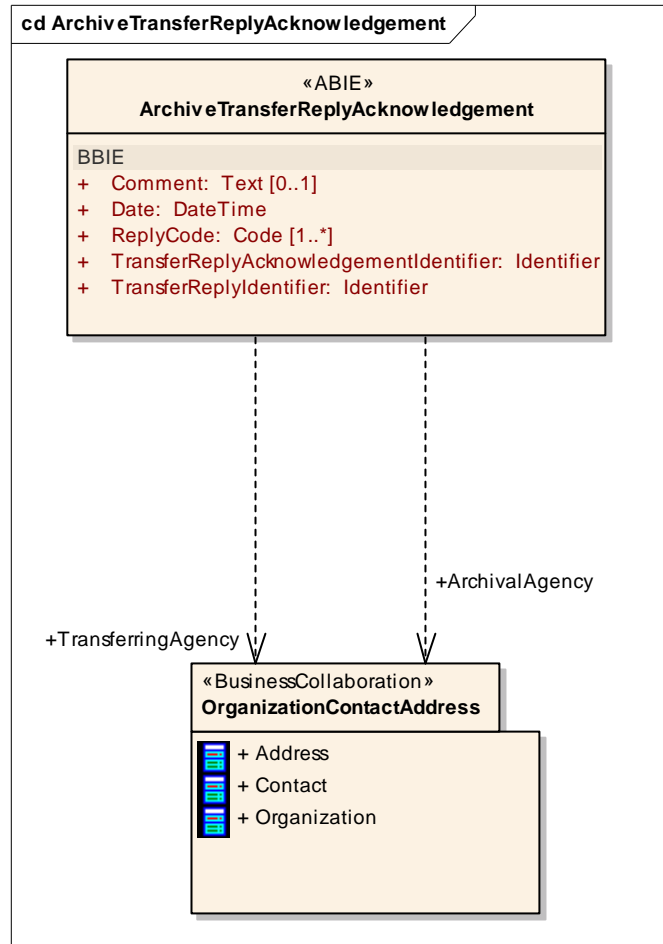 cd ArchiveTransferReplyAcknowledgement
«ABIE»
ArchiveTransferReplyAcknowledgement
BBIE
+ Comment: Text [0..1]
+ Date: DateTime
+ ReplyCode: Code [1..*]
+ TransferReplyAcknowledgementIdentifier: Identifier
+ TransferReplyIdentifier: Identifier
+ArchivalAgency
+TransferringAgency
«BusinessCollaboration»
OrganizationContactAddress
+ Address
+ Contact
+ Organization